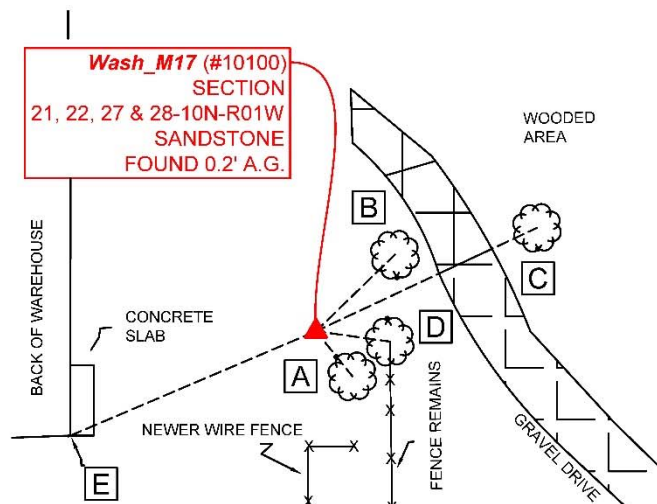 Wash_M17 (#10100)
SECTION
21, 22, 27 & 28-10N-R01W
SANDSTONE
FOUND 0.2' A.G.
WOODED
AREA
B
C
BACK OF WAREHOUSE
CONCRETE
SLAB
D
A
NEWER WIRE FENCE
FENCE REMAINS
GRAVEL DRIVE
E